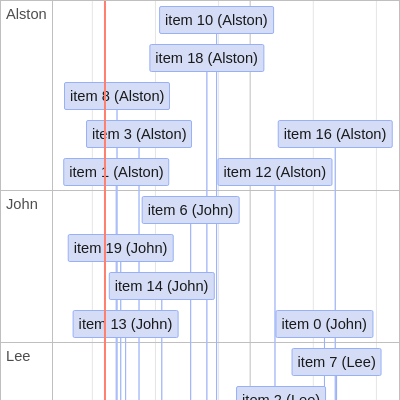 Alston
item 10 (Alston)
item 18 (Alston)
item 8 (Alston)
item 3 (Alston)
item 16 (Alston)
item 1 (Alston)
item 12 (Alston)
John
item 6 (John)
item 19 (John)
item 14 (John)
item 13 (John)
item 0 (John)
Lee
item 7 (Lee)
item 2 (Lee)